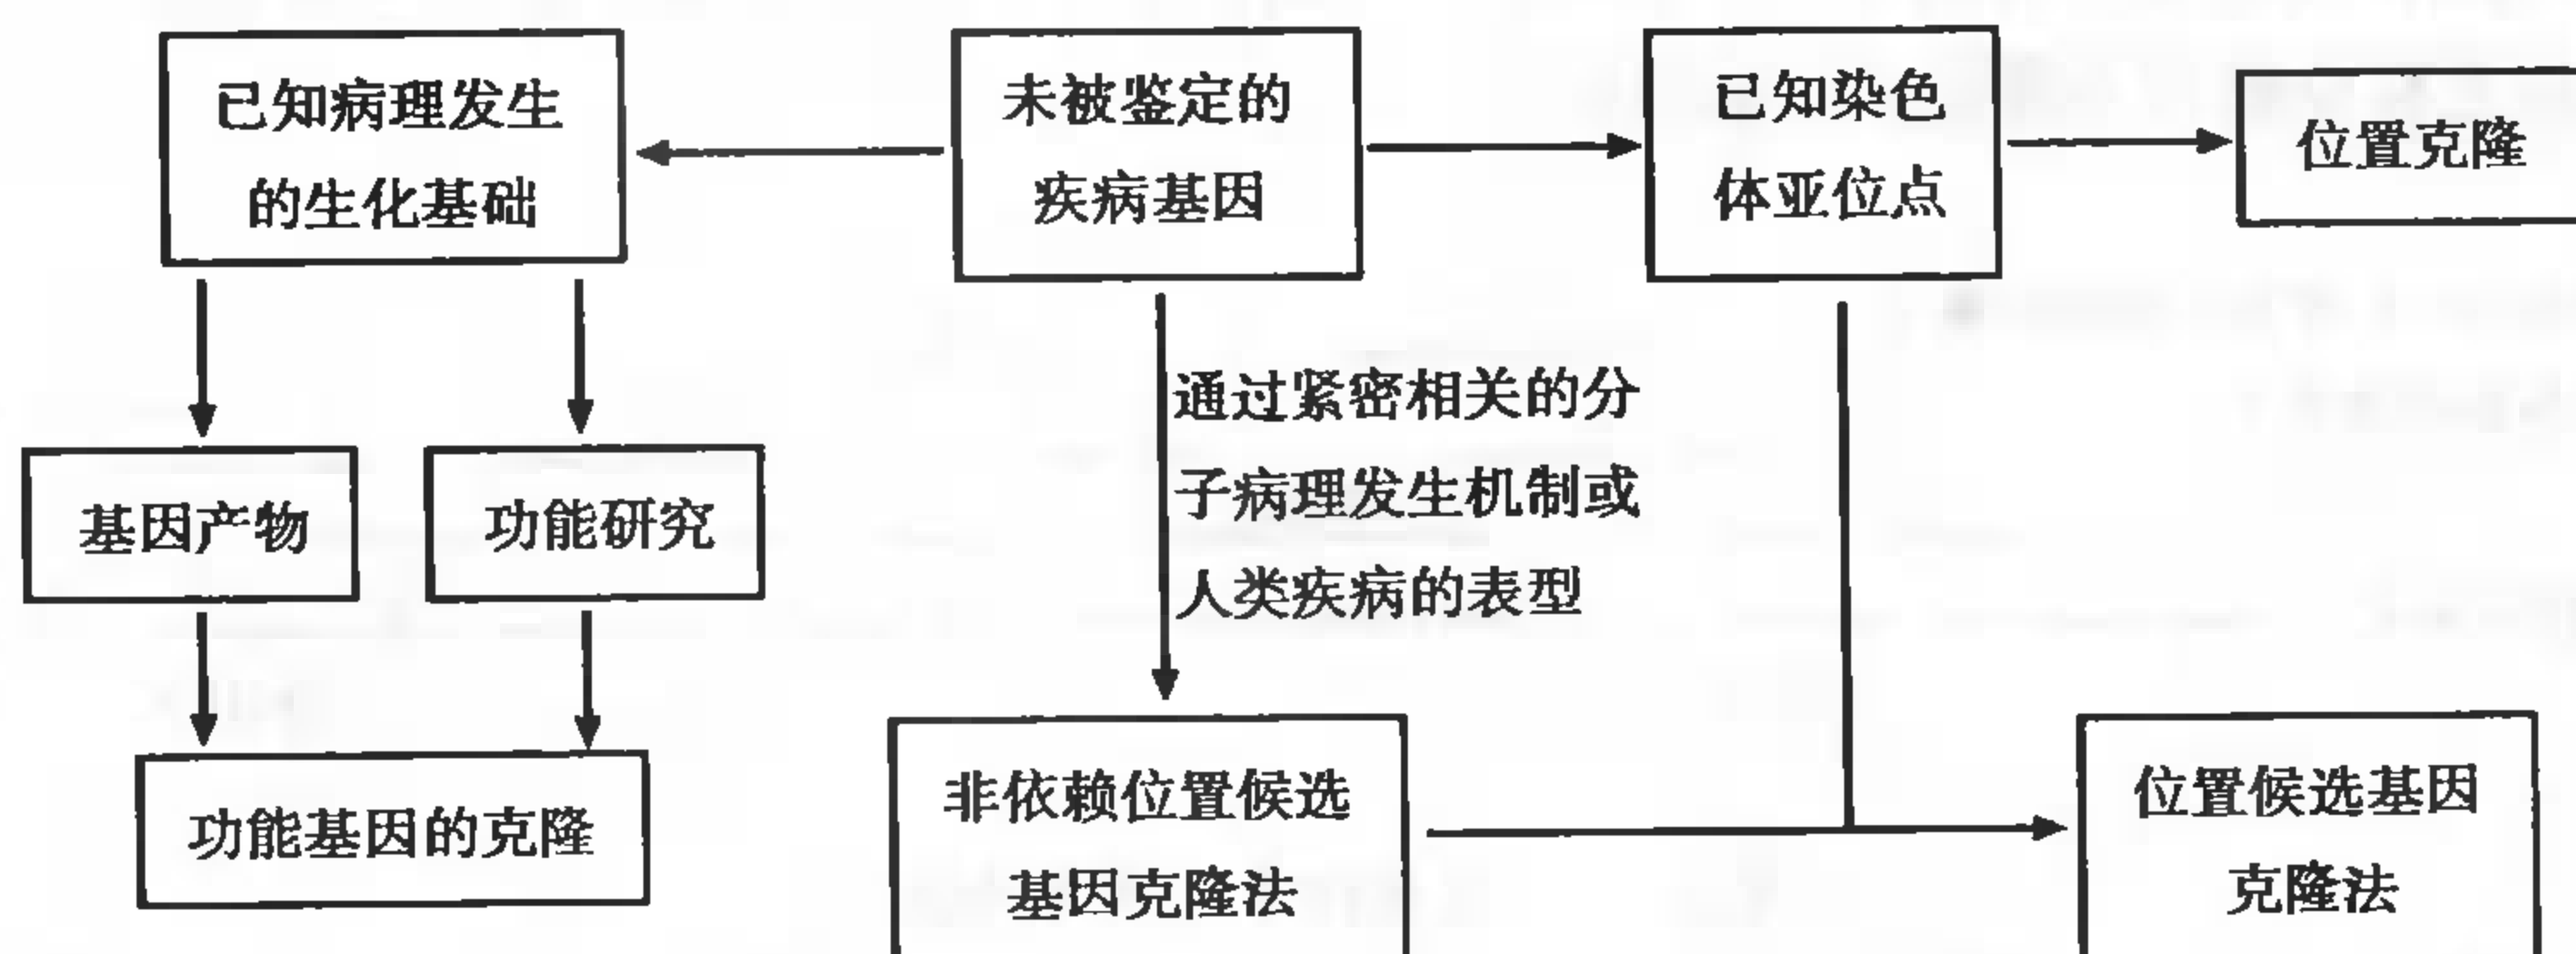 已知病理发生
的生化基础
未被鉴定的
疾病基因
已知染色
体亚位点
位置克隆
通过紧密相关的分
子病理发生机制或
人类疾病的表型
基因产物
功能研究
功能基因的克隆
非依赖位置候选
基因克隆法
位置候选基因
克隆法